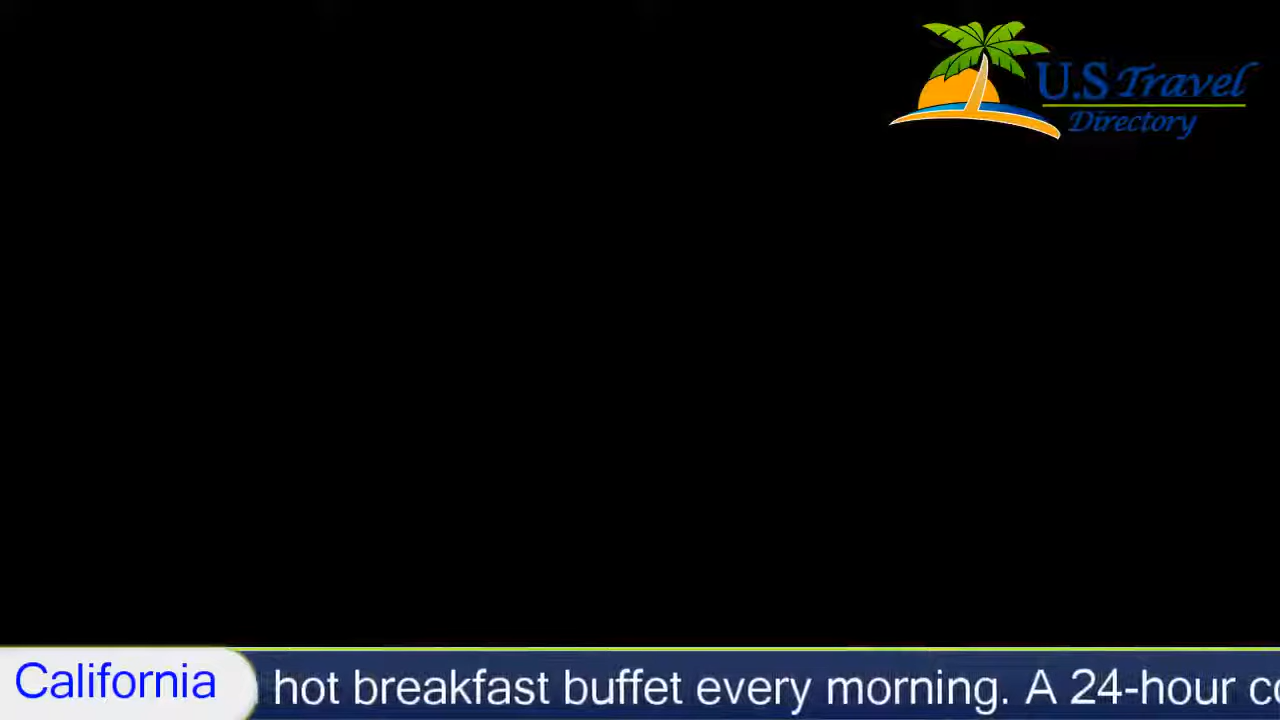 U.S Travel
Directory
California
hot breakfast buffet every morning. A 24-hour